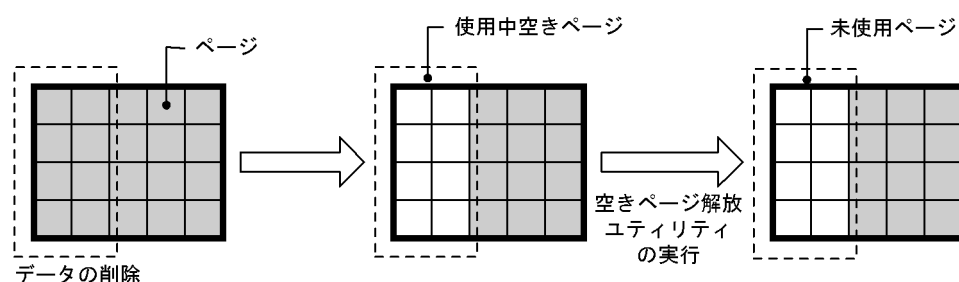 ページ
使用中空きページ
未使用ページ
空きページ解放
ユティリティ
の実行
データの削除